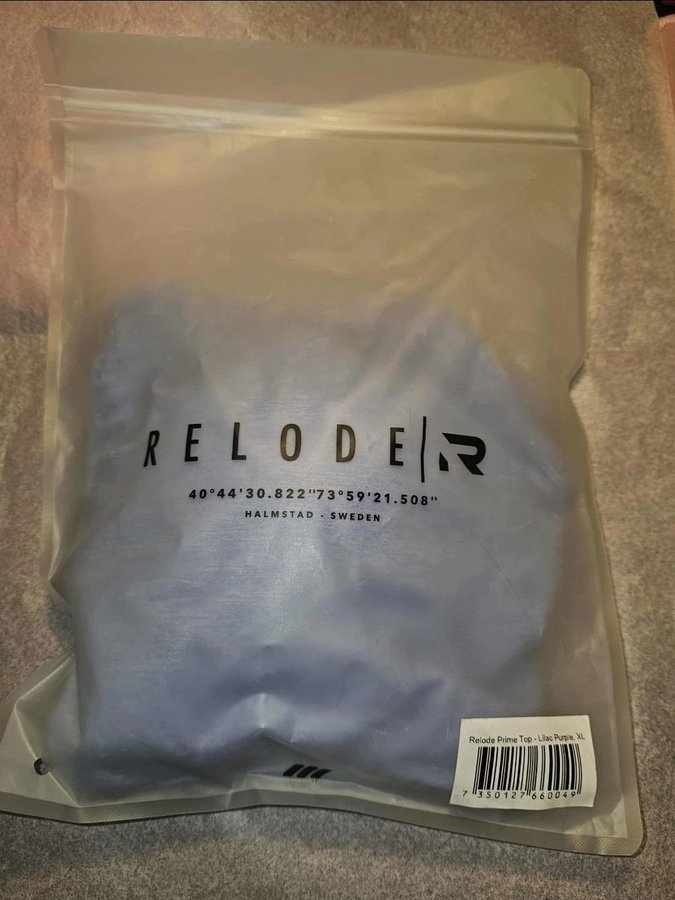 RELODE|R
40°44'30.822"73°59'21.508"
HALMSTAD - SWEDEN
Relode Prime Top - Lilac Purple, XL
7 350127 660049